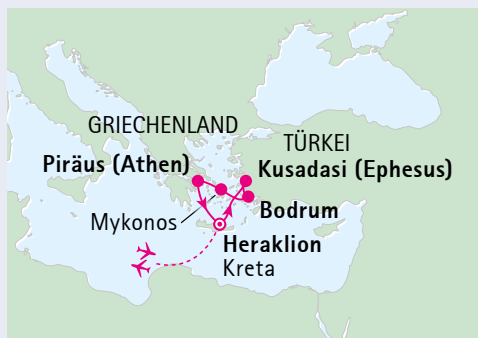 GRIECHENLAND
TÜRKEI
Piräus (Athen)
Kusadasi (Ephesus)
Mykonos
Bodrum
Heraklion
Kreta